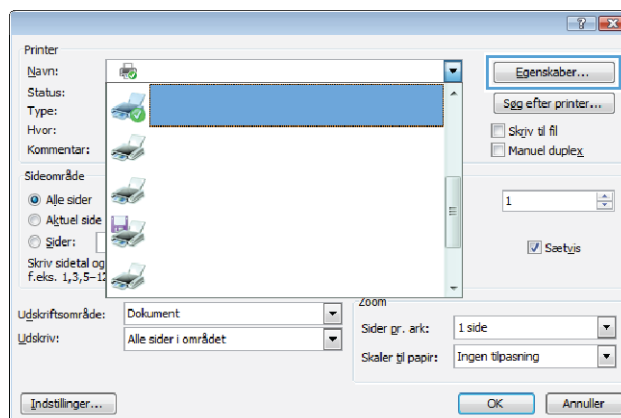 Printer
Navn:
Egenskaber...
Status:
Søg efter printer...
Type:
Hvor:
Skriv til fil
Kommentar:
Manuel duplex
Sideområde
Alle sider
1
Aktuel side
Sider:
Sætvis
Skriv sidetal og
f.eks. 1,3,5–12
Zoom
Udskriftsområde: Dokument
Sider pr. ark: 1 side
Udskriv: Alle sider i området
Skaler til papir: Ingen tilpasning
Indstillinger...
OK Annuller